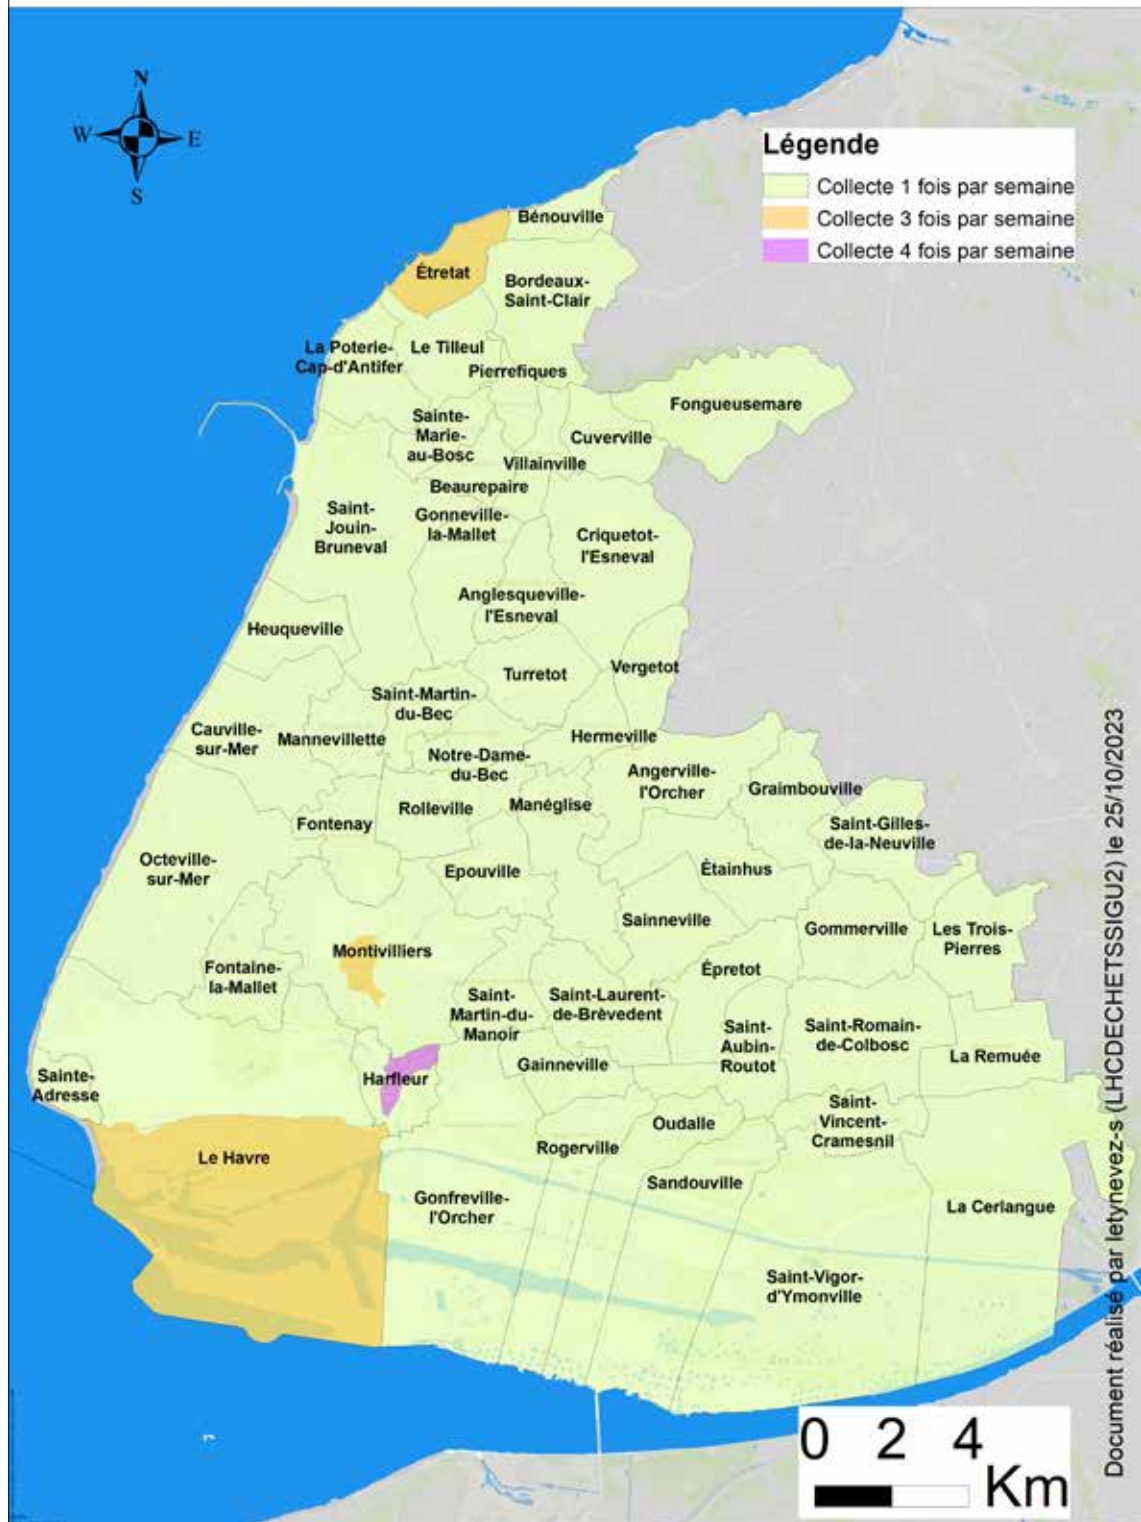 N
W
E
S
Légende
Collecte 1 fois par semaine
Collecte 3 fois par semaine
Collecte 4 fois par semaine
Bénouville
Étretat
Bordeaux-
Saint-Clair
La Poterie-
Cap-d'Antifer
Le Tilleul
Pierrefiques
Fongueusemare
Sainte-
Marie-
au-Bosc
Cuverville
Villainville
Beaurepaire
Saint-
Jouin-
Bruneval
Gonneville-
la-Mallet
Criquetot-
l'Esneval
Anglesqueville-
l'Esneval
Heuqueville
Turretot
Vergetot
Saint-Martin-
du-Bec
Cauville-
sur-Mer
Mannevillette
Hermeville
Notre-Dame-
du-Bec
Angerville-
l'Orcher
Graimbouville
Rolleville
Manéglise
Fontenay
Saint-Gilles-
de-la-Neuville
Octeville-
sur-Mer
Epouville
Étainhus
Sainneville
Gommerville
Les Trois-
Pierres
Montivilliers
Fontaine-
la-Mallet
Épretot
Saint-
Martin-du-
Manoir
Saint-Laurent-
de-Brèvedent
Saint-
Aubin-
Routot
Saint-Romain-
de-Colbosc
La Remuée
Gainneville
Sainte-
Adresse
Harfleur
Oudalle
Saint-
Vincent-
Cramesnil
Le Havre
Rogerville
Sandouville
Gonfreville-
l'Orcher
La Cerlangue
Saint-Vigor-
d'Ymonville
0 2 4
Km
Document réalisé par letynevez-s (LHCDECHETSSIGU2) le 25/10/2023